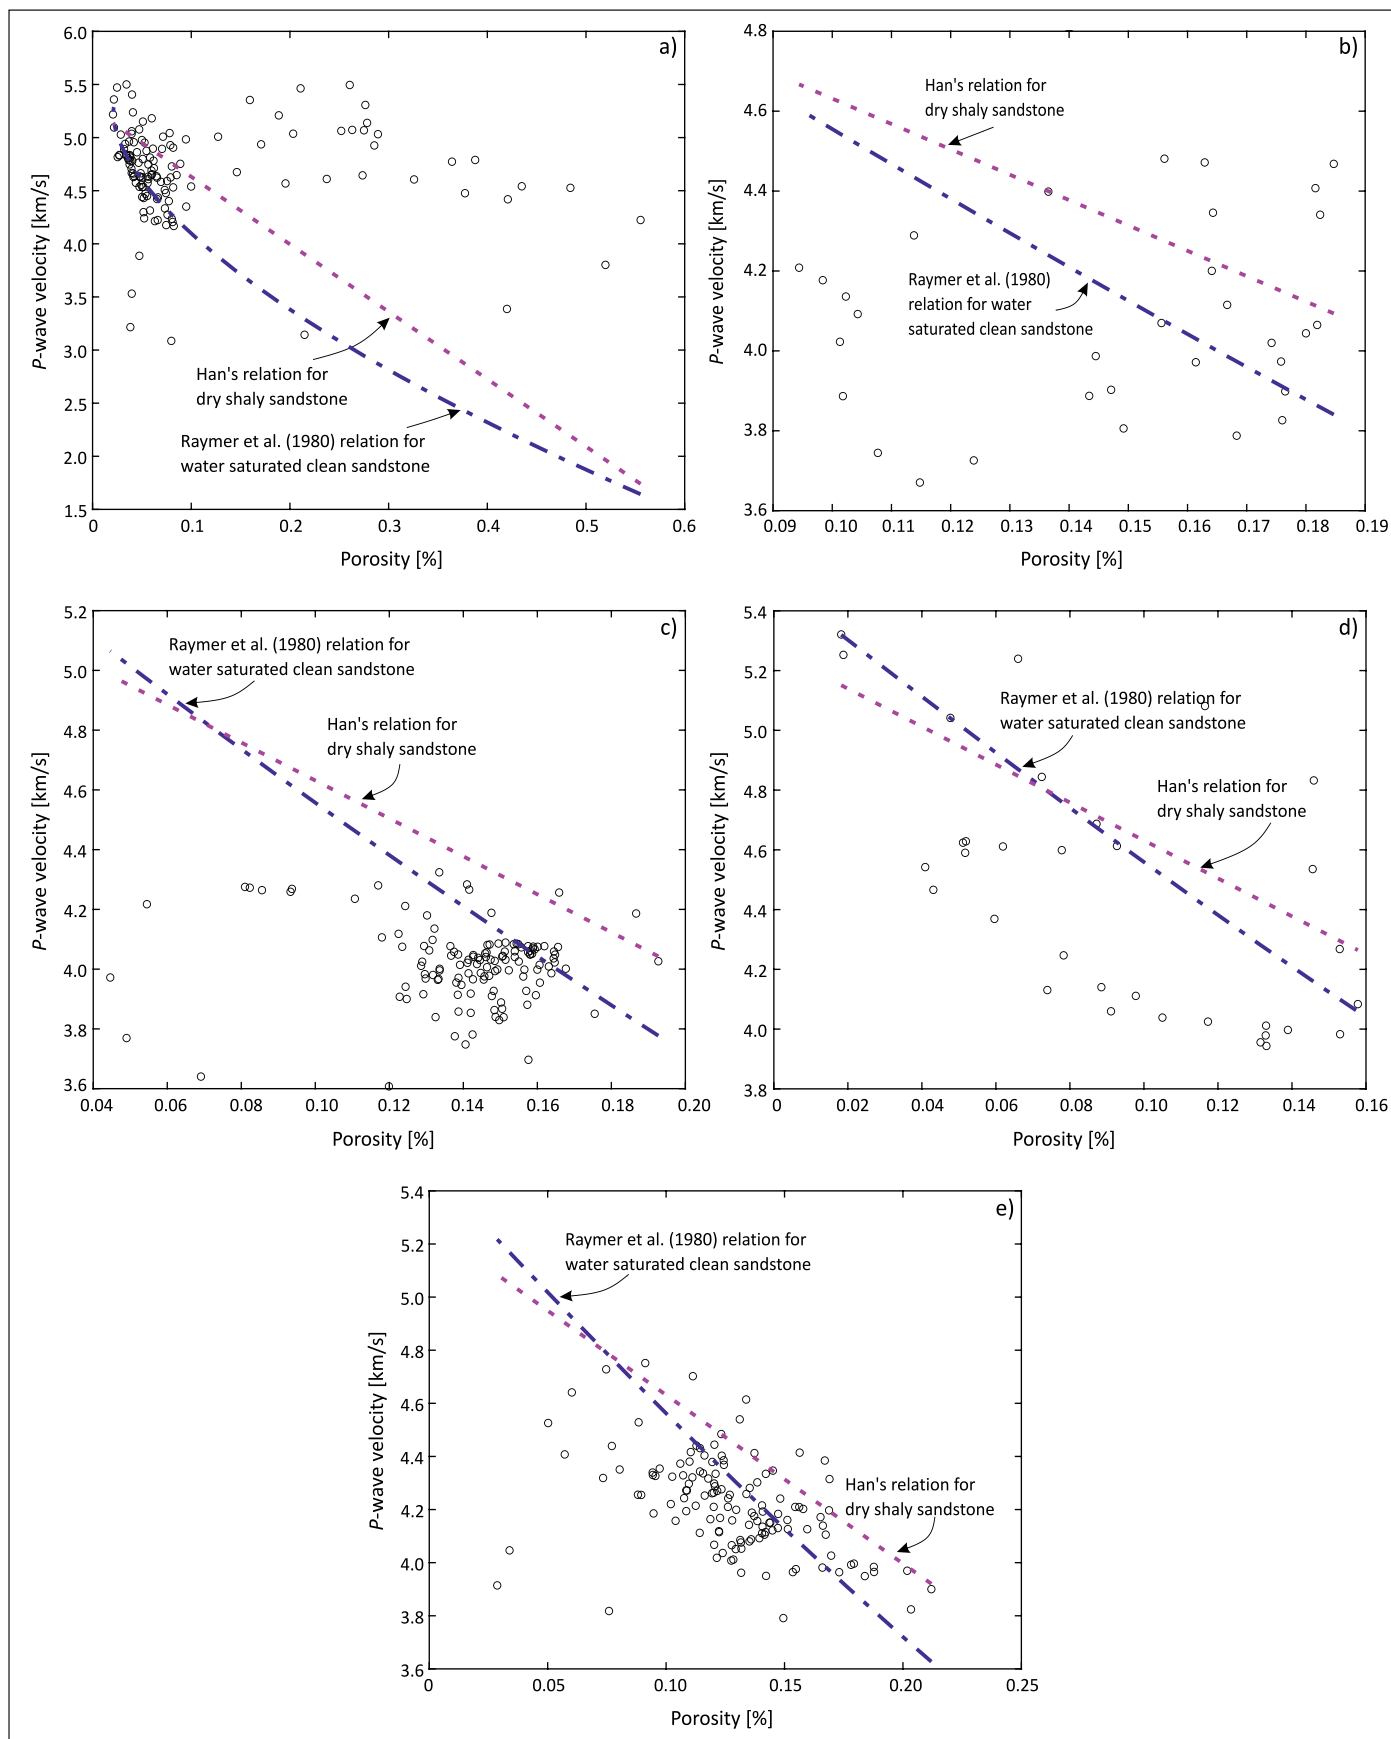 a)
6.0
5.5
5.0
4.5
4.0
3.5
3.0
2.5
2.0
1.5
P-wave velocity [km/s]
Han's relation for
dry shaly sandstone
Raymer et al. (1980) relation for
water saturated clean sandstone
0 0.1 0.2 0.3 0.4 0.5 0.6
Porosity [%]
b)
4.8
4.6
4.4
4.2
4.0
3.8
3.6
P-wave velocity [km/s]
Han's relation for
dry shaly sandstone
Raymer et al. (1980)
relation for water
saturated clean sandstone
0.09 0.10 0.11 0.12 0.13 0.14 0.15 0.16 0.17 0.18 0.19
Porosity [%]
c)
5.2
5.0
4.8
4.6
4.4
4.2
4.0
3.8
3.6
P-wave velocity [km/s]
Raymer et al. (1980) relation for
water saturated clean sandstone
Han's relation for
dry shaly sandstone
0.04 0.06 0.08 0.10 0.12 0.14 0.16 0.18 0.20
Porosity [%]
d)
5.4
5.2
5.0
4.8
4.6
4.4
4.2
4.0
3.8
P-wave velocity [km/s]
Raymer et al. (1980) relation for
water saturated clean sandstone
Han's relation for
dry shaly sandstone
0 0.02 0.04 0.06 0.08 0.10 0.12 0.14 0.16
Porosity [%]
e)
5.4
5.2
5.0
4.8
4.6
4.4
4.2
4.0
3.8
3.6
P-wave velocity [km/s]
Raymer et al. (1980) relation for
water saturated clean sandstone
Han's relation for
dry shaly sandstone
0 0.05 0.10 0.15 0.20 0.25
Porosity [%]